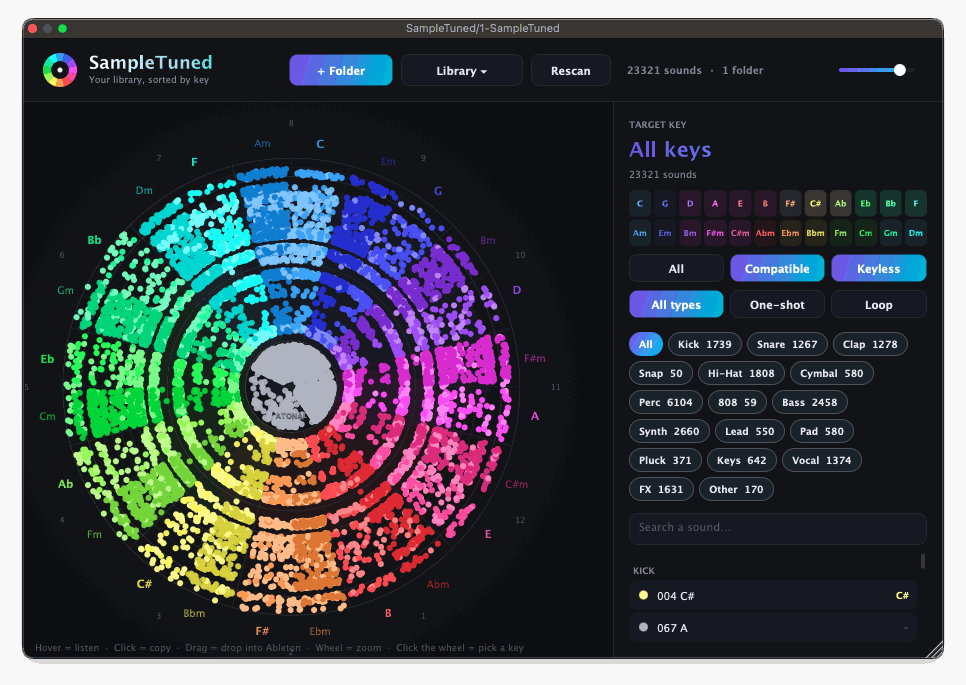 SampleTuned/1-SampleTuned
SampleTuned
Your library, sorted by key
+ Folder
Library
Rescan
23321 sounds · 1 folder
8
Am C
7 F Em 9
Dm G
Bb Bm
6 10
Gm D
Eb F#m
5 11
Cm A
ATONAL
Ab C#m
4 12
Fm E
C# Abm
3 Bbm B 1
F# Ebm
2
Hover = listen · Click = copy · Drag = drop into Ableton · Wheel = zoom · Click the wheel = pick a key
TARGET KEY
All keys
23321 sounds
C G D A E B F# C# Ab Eb Bb F
Am Em Bm F#m C#m Abm Ebm Bbm Fm Cm Gm Dm
All Compatible Keyless
All types One-shot Loop
All Kick 1739 Snare 1267 Clap 1278
Snap 50 Hi-Hat 1808 Cymbal 580
Perc 6104 808 59 Bass 2458
Synth 2660 Lead 550 Pad 580
Pluck 371 Keys 642 Vocal 1374
FX 1631 Other 170
Search a sound...
KICK
004 C# C#
067 A –